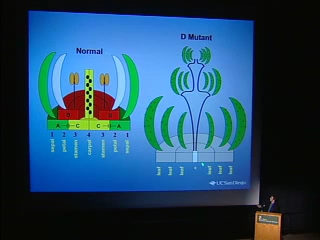 Normal
D Mutant
B
B
A
C
C
A
1 2 3 4 3 2 1
sepal petal stamen carpel stamen petal sepal
leaf leaf leaf leaf leaf leaf
UC San Diego